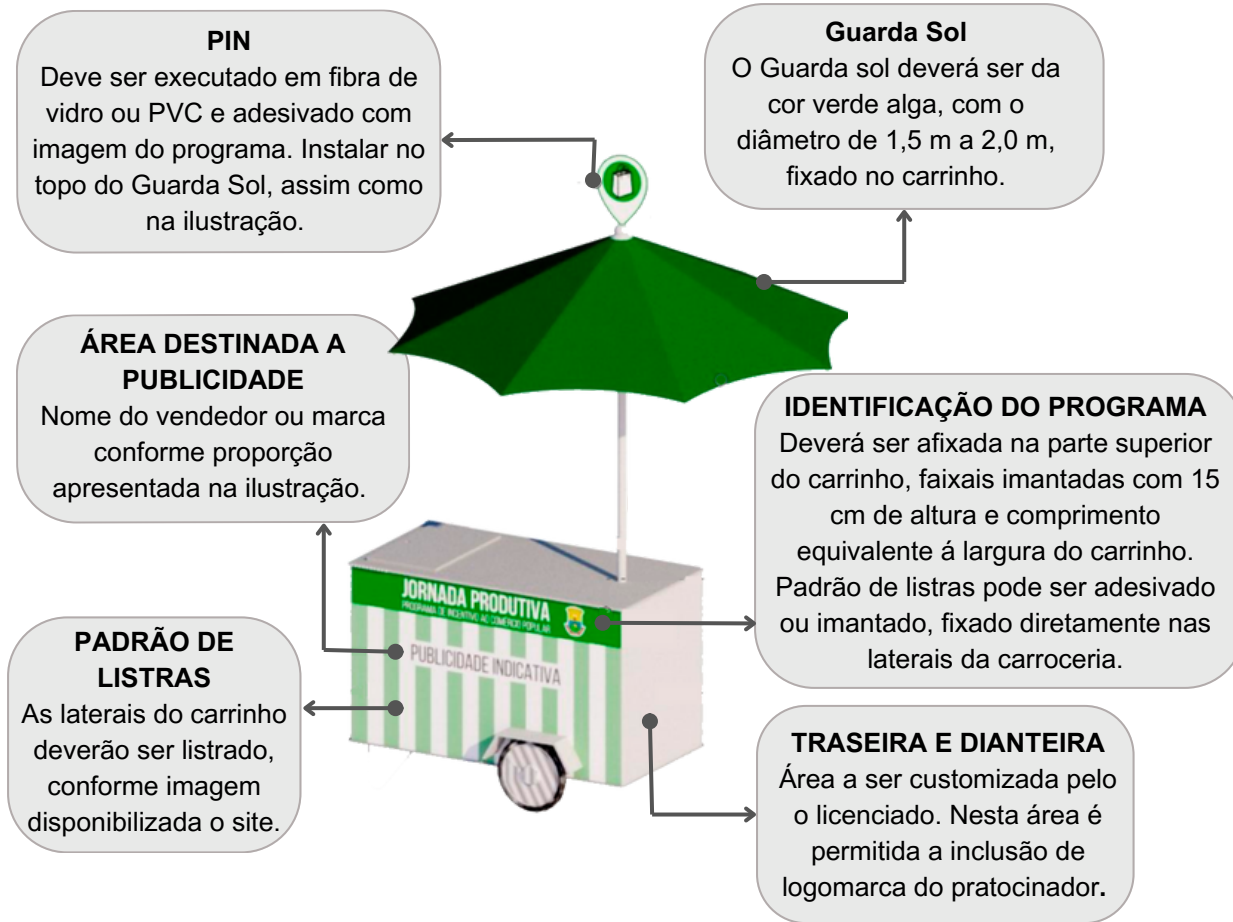 PIN
Deve ser executado em fibra de
vidro ou PVC e adesivado com
imagem do programa. Instalar no
topo do Guarda Sol, assim como
na ilustração.
Guarda Sol
O Guarda sol deverá ser da
cor verde alga, com o
diâmetro de 1,5 m a 2,0 m,
fixado no carrinho.
ÁREA DESTINADA A
PUBLICIDADE
Nome do vendedor ou marca
conforme proporção
apresentada na ilustração.
IDENTIFICAÇÃO DO PROGRAMA
Deverá ser afixada na parte superior
do carrinho, faixais imantadas com 15
cm de altura e comprimento
equivalente á largura do carrinho.
Padrão de listras pode ser adesivado
ou imantado, fixado diretamente nas
laterais da carroceria.
JORNADA PRODUTIVA
PROGRAMA DE INCENTIVO AO COMÉRCIO POPULAR
PUBLICIDADE INDICATIVA
PADRÃO DE
LISTRAS
As laterais do carrinho
deverão ser listrado,
conforme imagem
disponibilizada o site.
TRASEIRA E DIANTEIRA
Área a ser customizada pelo
o licenciado. Nesta área é
permitida a inclusão de
logomarca do pratocinador.